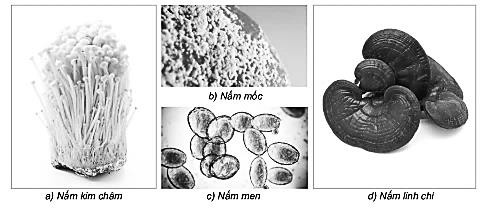 b) Nấm mốc
a) Nấm kim châm
c) Nấm men
d) Nấm linh chi